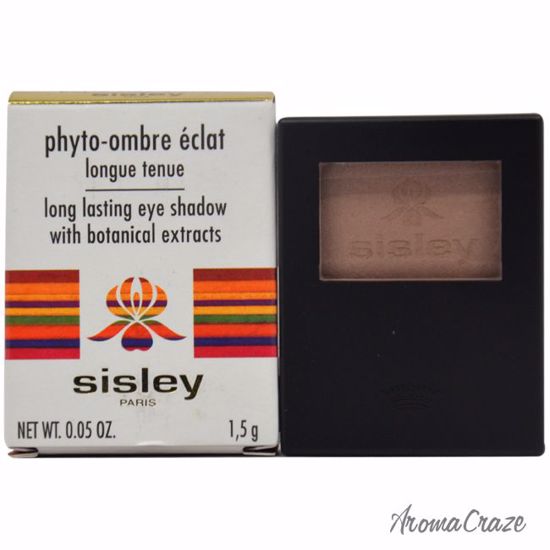 sisley
phyto-ombre éclat
longue tenue
long lasting eye shadow
with botanical extracts
sisley
PARIS
NET WT. 0.05 OZ. 1,5 g
sisley
AromaCraze